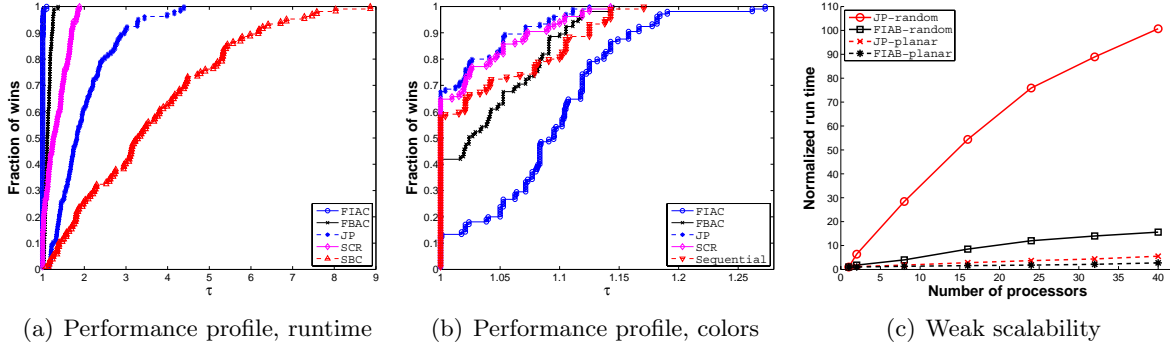 Fraction of wins
1
0.9
0.8
0.7
0.6
0.5
0.4
0.3
0.2
0.1
0
1 2 3 4 5 6 7 8 9
τ
FIAC
FBAC
JP
SCR
SBC
(a) Performance profile, runtime
Fraction of wins
1
0.9
0.8
0.7
0.6
0.5
0.4
0.3
0.2
0.1
0
1 1.05 1.1 1.15 1.2 1.25
τ
FIAC
FBAC
JP
SCR
Sequential
(b) Performance profile, colors
Normalized run time
110
100
90
80
70
60
50
40
30
20
10
0
0 5 10 15 20 25 30 35 40
Number of processors
JP-random
FIAB-random
JP-planar
FIAB-planar
(c) Weak scalability